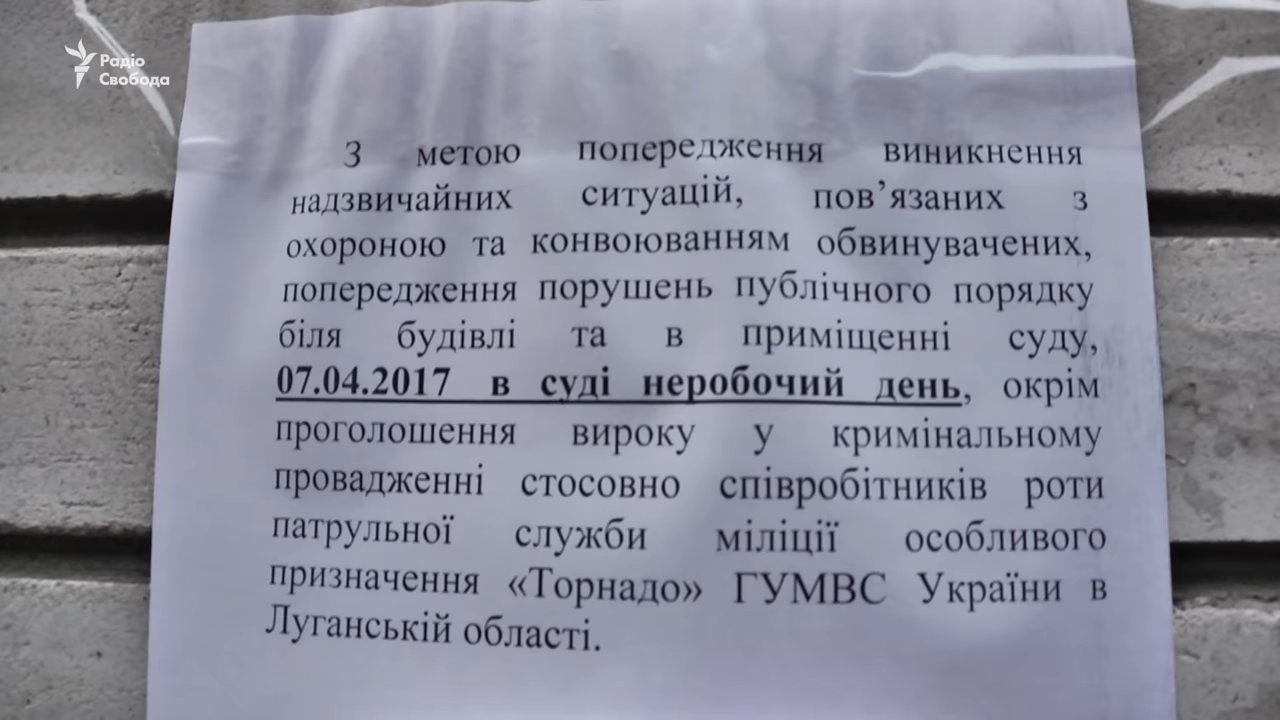 Радіо
Свобода
З метою попередження виникнення
надзвичайних ситуацій, пов’язаних з
охороною та конвоюванням обвинувачених,
попередження порушень публічного порядку
біля будівлі та в приміщенні суду,
07.04.2017 в суді неробочий день, окрім
проголошення вироку у кримінальному
провадженні стосовно співробітників роти
патрульної служби міліції особливого
призначення «Торнадо» ГУМВС України в
Луганській області.